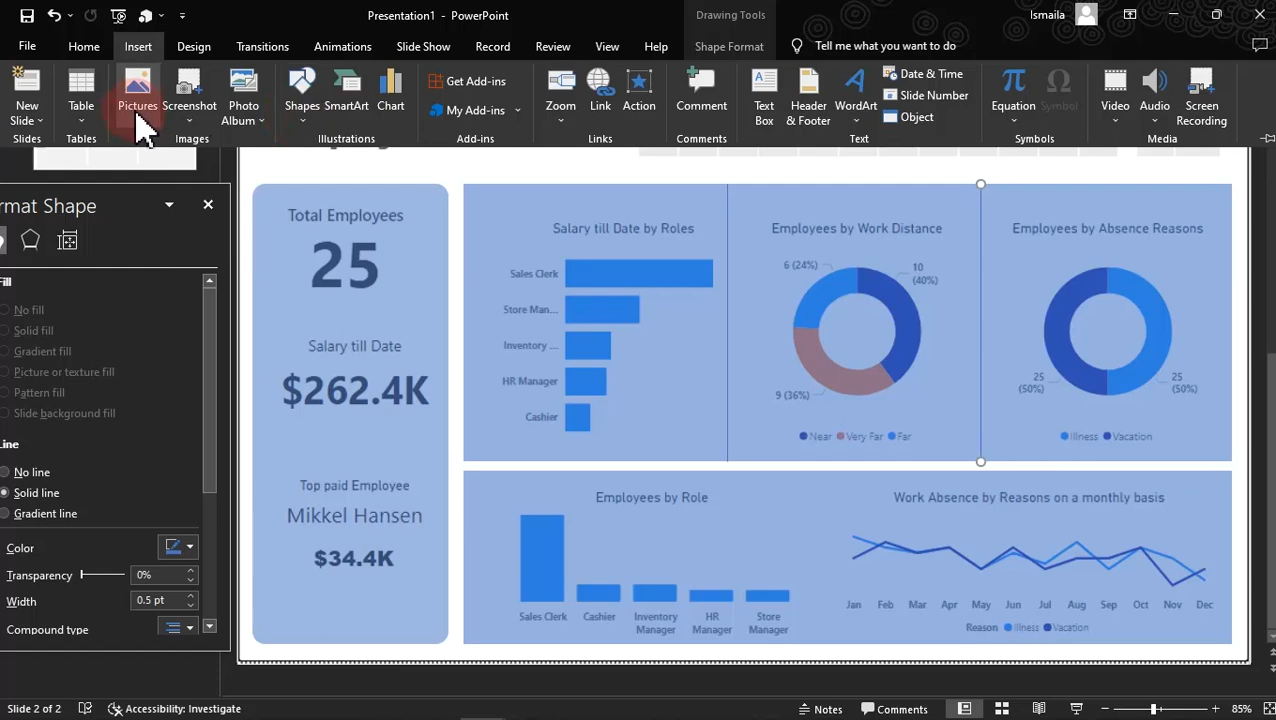 Presentation1 - PowerPoint
Drawing Tools
Ismaila
File
Home
Insert
Design
Transitions
Animations
Slide Show
Record
Review
View
Help
Shape Format
Tell me what you want to do
New
Slide
Table
Pictures
Screenshot
Photo
Album
Shapes
SmartArt
Chart
Get Add-ins
My Add-ins
Zoom
Link
Action
Comment
Text
Box
Header
& Footer
WordArt
Date & Time
Slide Number
Object
Equation
Symbol
Video
Audio
Screen
Recording
Slides
Tables
Images
Illustrations
Add-ins
Links
Comments
Text
Symbols
Media
rmat Shape
Fill
No fill
Solid fill
Gradient fill
Picture or texture fill
Pattern fill
Slide background fill
Line
No line
Solid line
Gradient line
Color
Transparency
0%
Width
0.5 pt
Compound type
Total Employees
25
Salary till Date
$262.4K
Top paid Employee
Mikkel Hansen
$34.4K
Salary till Date by Roles
Sales Clerk
Store Man...
Inventory ...
HR Manager
Cashier
Employees by Work Distance
6 (24%)
10
(40%)
9 (36%)
Near
Very Far
Far
Employees by Absence Reasons
25
(50%)
25
(50%)
Illness
Vacation
Employees by Role
Sales Clerk
Cashier
Inventory
Manager
HR
Manager
Store
Manager
Work Absence by Reasons on a monthly basis
Jan
Feb
Mar
Apr
May
Jun
Jul
Aug
Sep
Oct
Nov
Dec
Reason
Illness
Vacation
Slide 2 of 2
Accessibility: Investigate
Notes
Comments
85%